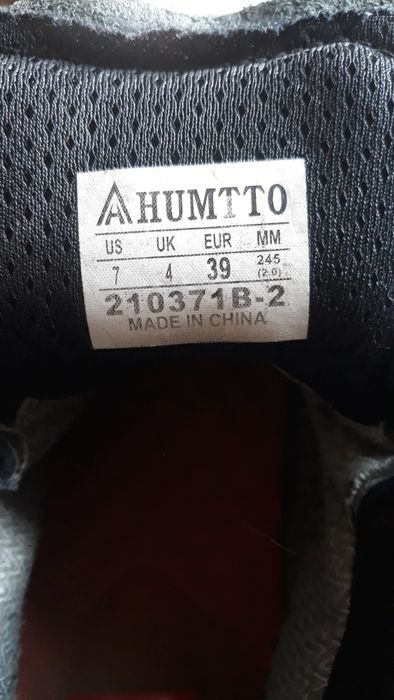 HUMTTO
US UK EUR MM
7 4 39 245 (2.0)
210371B-2
MADE IN CHINA